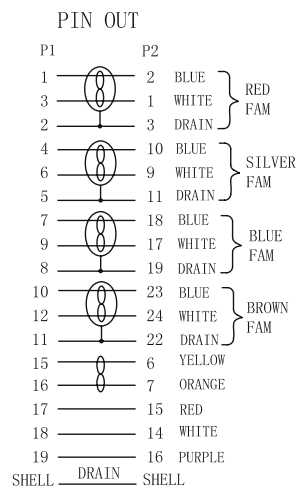 PIN OUT
P1 P2
1 2 BLUE
3 1 WHITE
2 3 DRAIN
RED
FAM
4 10 BLUE
6 9 WHITE
5 11 DRAIN
SILVER
FAM
7 18 BLUE
9 17 WHITE
8 19 DRAIN
BLUE
FAM
10 23 BLUE
12 24 WHITE
11 22 DRAIN
BROWN
FAM
15 6 YELLOW
16 7 ORANGE
17 15 RED
18 14 WHITE
19 16 PURPLE
SHELL DRAIN SHELL